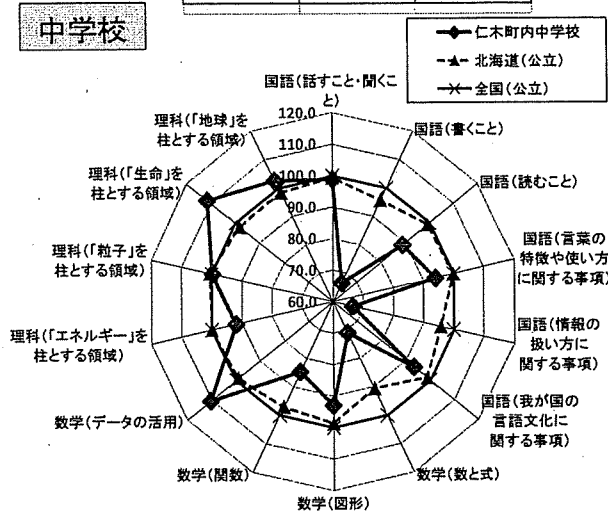 中学校
仁木町内中学校
北海道(公立)
全国(公立)
国語(話すこと・聞くこ
と)
国語(書くこと)
国語(読むこと)
国語(言葉の
特徴や使い方
に関する事項)
国語(情報の
扱い方に
関する事項)
国語(我が国の
言語文化に
関する事項)
数学(数と式)
数学(図形)
数学(関数)
数学(データの活用)
理科(「エネルギー」を
柱とする領域)
理科(「粒子」を
柱とする領域)
理科(「生命」を
柱とする領域)
理科(「地球」を
柱とする領域)
120.0
110.0
100.0
90.0
80.0
70.0
60.0